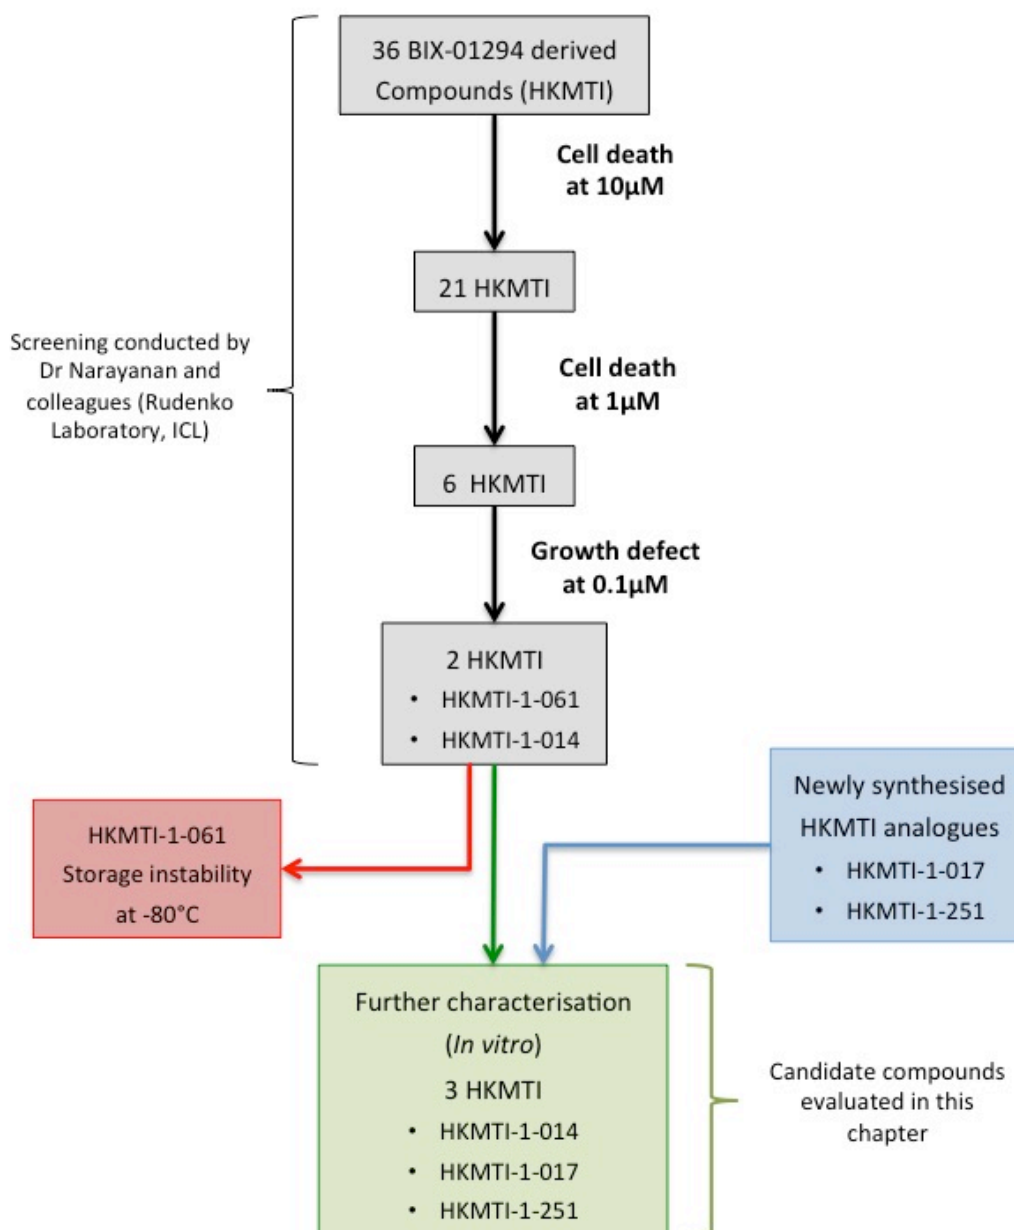 36 BIX-01294 derived
Compounds (HKMTI)
Cell death
at 10μM
21 HKMTI
Screening conducted by
Dr Narayanan and
colleagues (Rudenko
Laboratory, ICL)
Cell death
at 1μM
6 HKMTI
Growth defect
at 0.1μM
2 HKMTI
• HKMTI-1-061
• HKMTI-1-014
HKMTI-1-061
Storage instability
at -80°C
Newly synthesised
HKMTI analogues
• HKMTI-1-017
• HKMTI-1-251
Further characterisation
(In vitro)
3 HKMTI
• HKMTI-1-014
• HKMTI-1-017
• HKMTI-1-251
Candidate compounds
evaluated in this
chapter